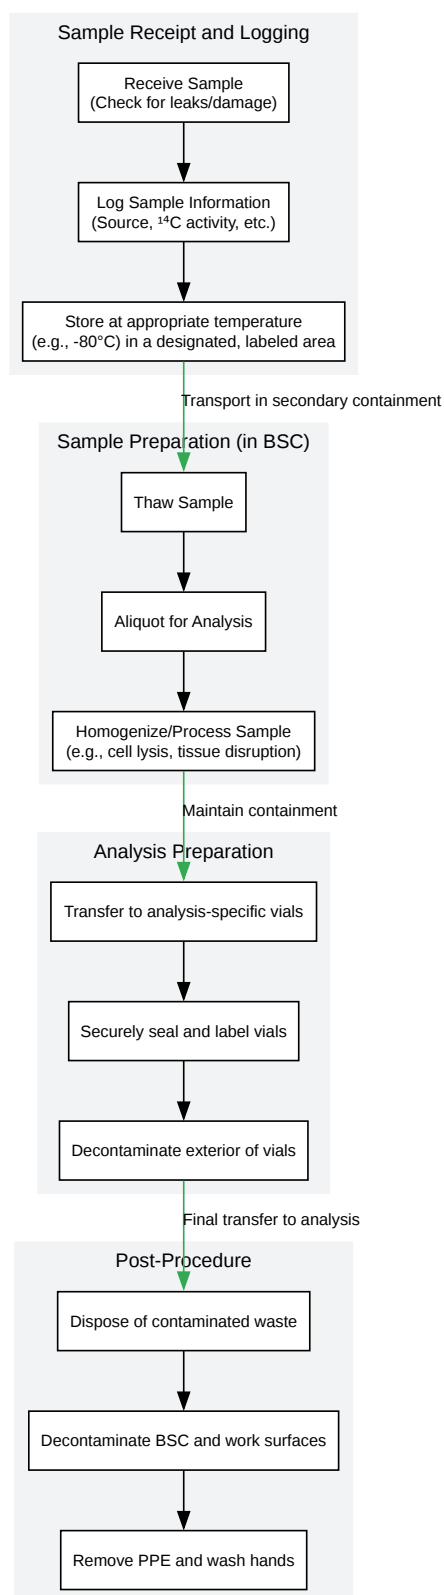 Sample Receipt and Logging
Receive Sample
(Check for leaks/damage)
Log Sample Information
(Source, ¹⁴C activity, etc.)
Store at appropriate temperature
(e.g., -80°C) in a designated, labeled area
Transport in secondary containment
Sample Preparation (in BSC)
Thaw Sample
Aliquot for Analysis
Homogenize/Process Sample
(e.g., cell lysis, tissue disruption)
Maintain containment
Analysis Preparation
Transfer to analysis-specific vials
Securely seal and label vials
Decontaminate exterior of vials
Final transfer to analysis
Post-Procedure
Dispose of contaminated waste
Decontaminate BSC and work surfaces
Remove PPE and wash hands